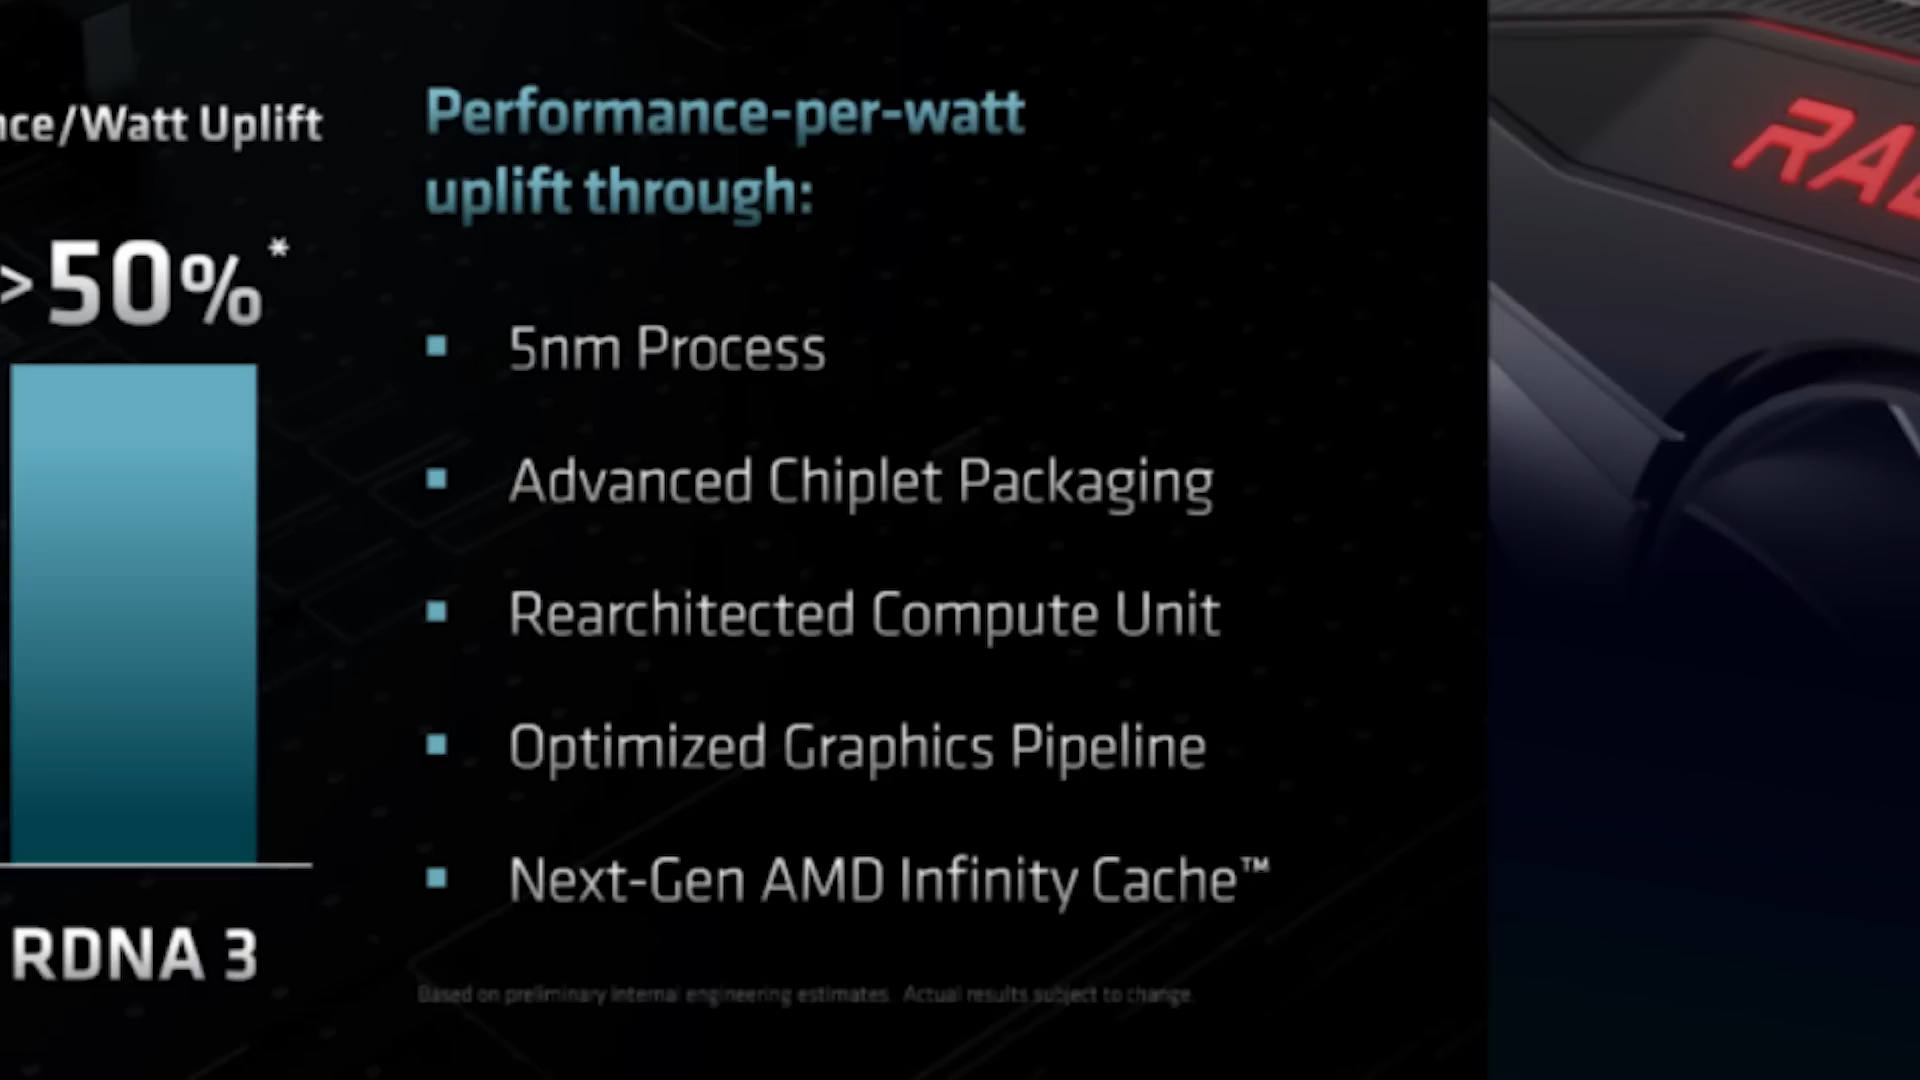 Performance-per-watt
uplift through:
Watt Uplift
>50%*
5nm Process
Advanced Chiplet Packaging
Rearchitected Compute Unit
Optimized Graphics Pipeline
Next-Gen AMD Infinity Cache™
RDNA 3
Based on preliminary internal engineering estimates. Actual results subject to change.